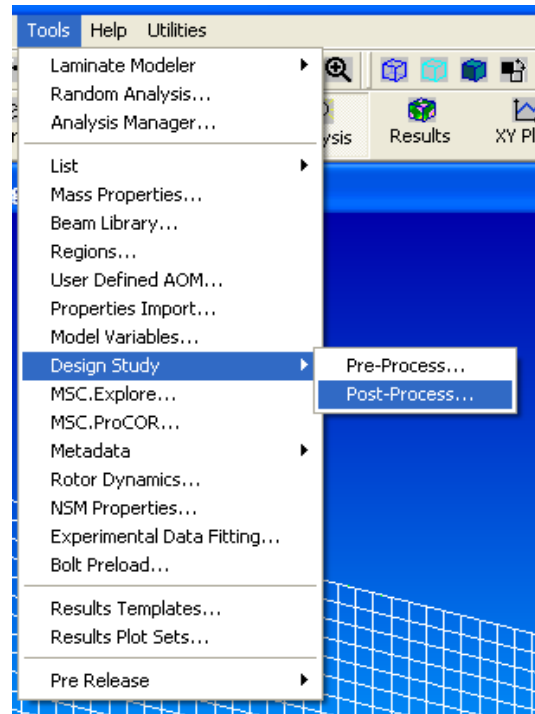 Tools Help Utilities
Laminate Modeler
Random Analysis...
Analysis Manager...
Results
List
Mass Properties...
Beam Library...
Regions...
User Defined AOM...
Properties Import...
Model Variables...
Design Study
Pre-Process...
MSC.Explore...
Post-Process...
MSC.ProCOR...
Metadata
Rotor Dynamics...
NSM Properties...
Experimental Data Fitting...
Bolt Preload...
Results Templates...
Results Plot Sets...
Pre Release